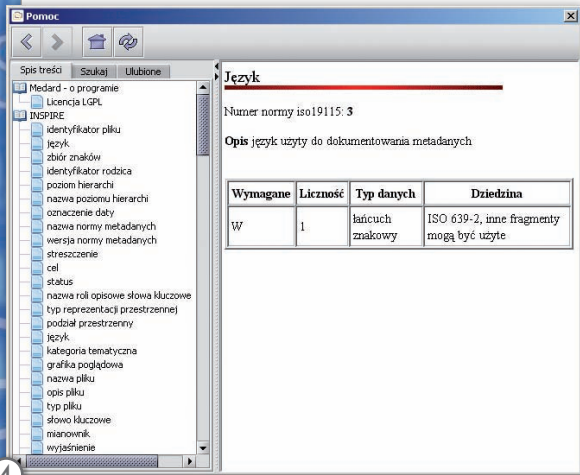 Pomoc
Spis treści Szukaj Ulubione
Medard - o programie
Licencja LGPL
INSPIRE
identyfikator pliku
język
zbiór znaków
identyfikator rodzica
poziom hierarchi
nazwa poziomu hierarchi
oznaczenie daty
nazwa normy metadanych
wersja normy metadanych
streszczenie
cel
status
nazwa roli opisowe słowa kluczowe
typ reprezentacji przestrzennej
podział przestrzenny
język
kategoria tematyczna
grafika poglądowa
nazwa pliku
opis pliku
typ pliku
słowo kluczowe
mianownik
wyjaśnienie
Język
Numer normy iso19115: 3
Opis język użyty do dokumentowania metadanych
Wymagane Liczność Typ danych Dziedzina
W 1 łańcuch znakowy ISO 639-2, inne fragmenty
mogą być użyte